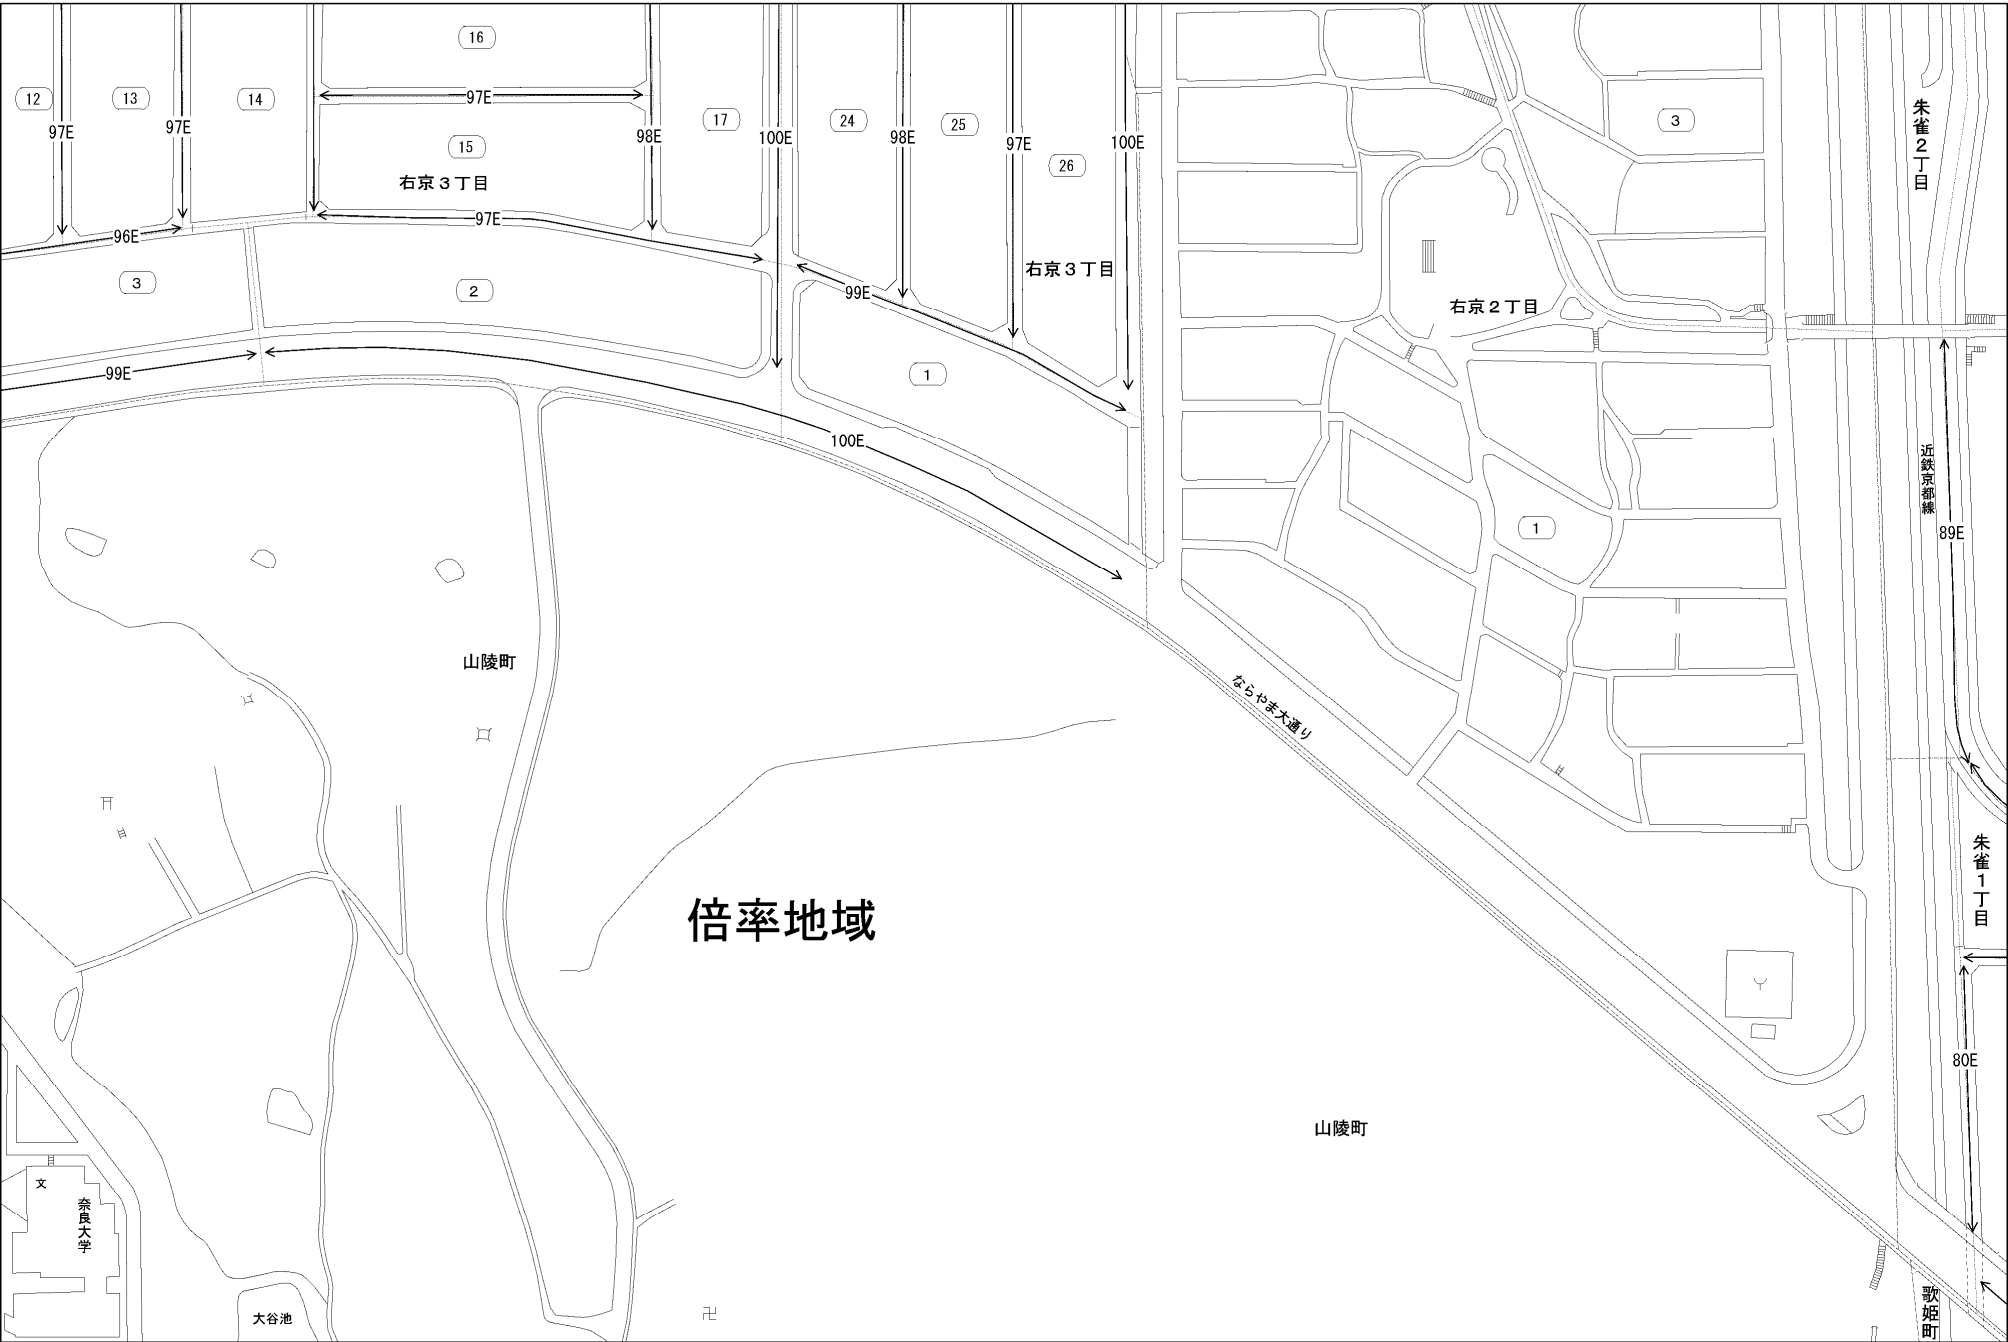 16
12
13
14
97E
17
24
25
3
朱雀2丁目
97E
97E
98E
100E
98E
97E
100E
15
26
右京3丁目
97E
96E
右京3丁目
3
2
99E
右京2丁目
99E
1
100E
近鉄京都線
1
89E
山陵町
ならやま大通り
倍率地域
朱雀1丁目
80E
山陵町
文
奈良大学
大谷池
歌姫町